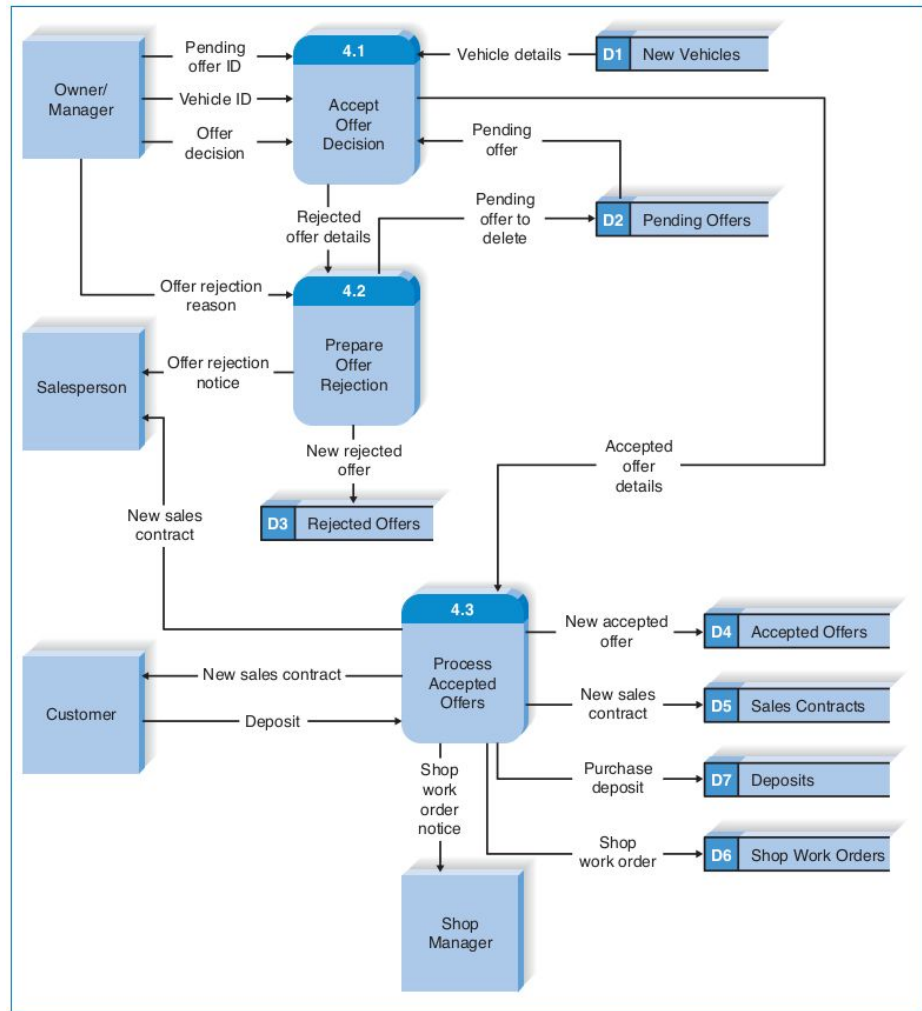 Pending
offer ID
4.1
Vehicle details
D1
New Vehicles
Owner/
Manager
Vehicle ID
Accept
Offer
Decision
Offer
decision
Pending
offer
Rejected
offer details
Pending
offer to
delete
D2
Pending Offers
Offer rejection
reason
4.2
Prepare
Offer
Rejection
Offer rejection
notice
Salesperson
New rejected
offer
Accepted
offer
details
New sales
contract
D3
Rejected Offers
4.3
Process
Accepted
Offers
New accepted
offer
D4
Accepted Offers
New sales contract
Customer
Deposit
New sales
contract
D5
Sales Contracts
Purchase
deposit
D7
Deposits
Shop
work
order
notice
Shop
work order
D6
Shop Work Orders
Shop
Manager